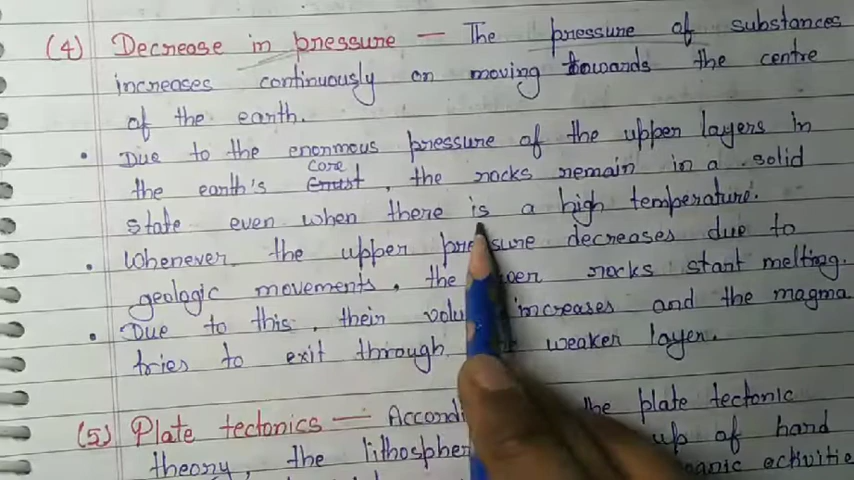 (4) Decrease in pressure — The pressure of substances
increases continuously on moving towards the centre
of the earth.
• Due to the enormous pressure of the upper layers in
the earth's core, the rocks remain in a solid
state even when there is a high temperature.
• Whenever the upper pressure decreases due to
geologic movements, the rocks start melting.
• Due to this, their increases and the magma
tries to exit through weaker layer.
(5) Plate tectonics — the plate tectonic
theory, the up of hard